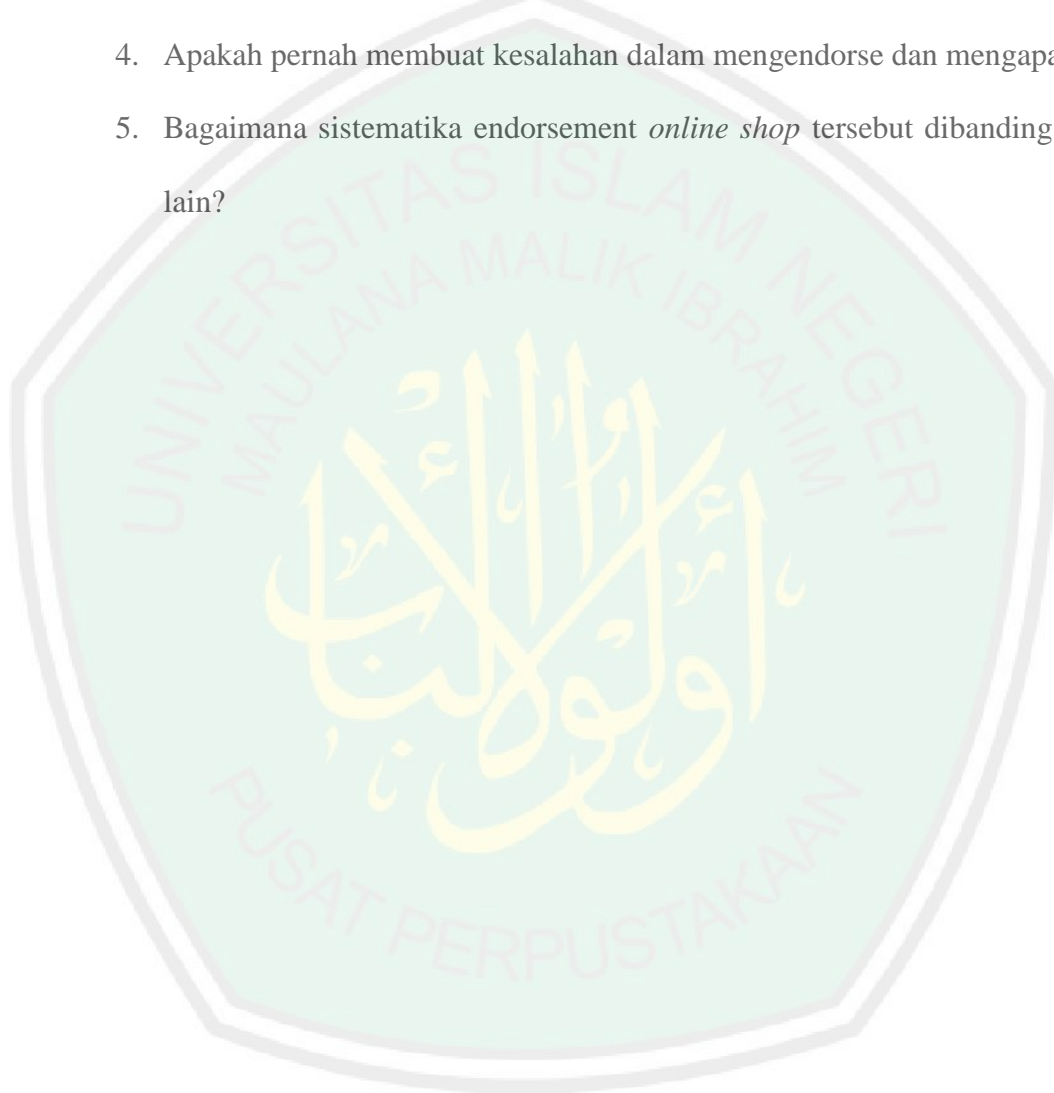 4. Apakah pernah membuat kesalahan dalam mengendorse dan mengapa
5. Bagaimana sistematika endorsement online shop tersebut dibanding
lain?
UNIVERSITAS ISLAM NEGERI
MAULANA MALIK IBRAHIM
PUSAT PERPUSTAKAAN